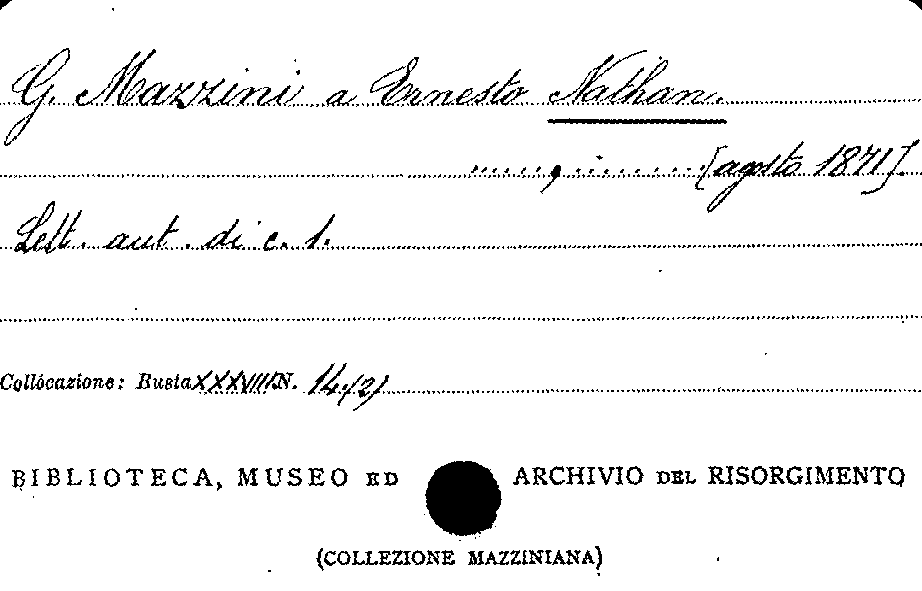 G. Mazzini a Ernesto Nathan.
......, i....... [agosto 1871].
Lett. aut. di c. 1.
Collocazione: Busta XXXVIII N. 14 (2)
BIBLIOTECA, MUSEO ED ARCHIVIO DEL RISORGIMENTO
(COLLEZIONE MAZZINIANA)